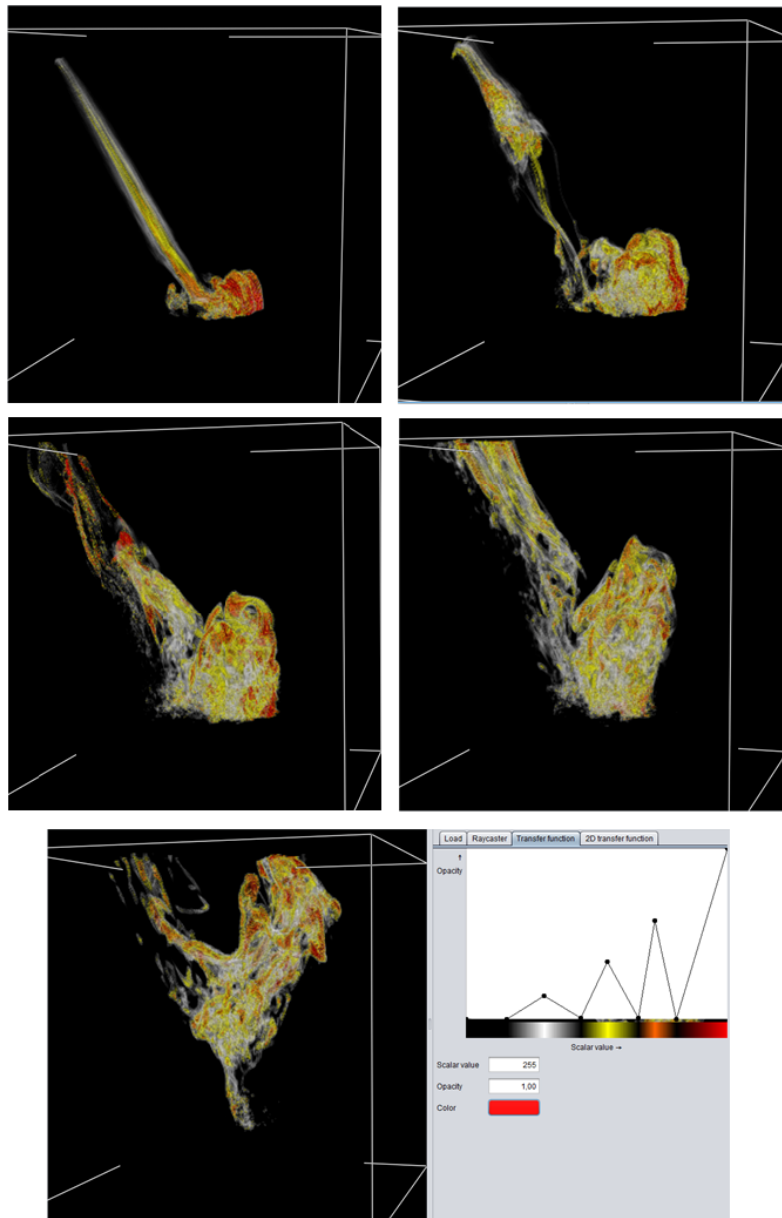 Load Raycaster Transfer function 2D transfer function
↑
Opacity
Scalar value →
Scalar value 255
Opacity 1,00
Color